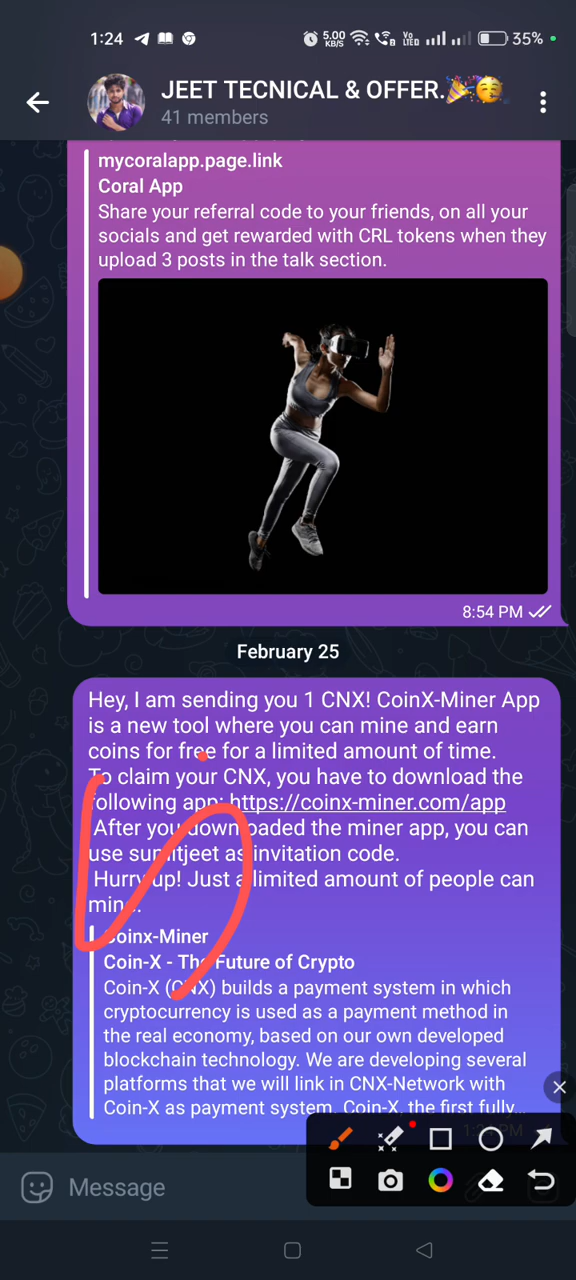 1:24 5.00 KB/S Vo LTED 35%
JEET TECNICAL & OFFER.🎉🥳
41 members
mycoralapp.page.link
Coral App
Share your referral code to your friends, on all your
socials and get rewarded with CRL tokens when they
upload 3 posts in the talk section.
8:54 PM
February 25
Hey, I am sending you 1 CNX! CoinX-Miner App
is a new tool where you can mine and earn
coins for free for a limited amount of time.
To claim your CNX, you have to download the
following app: https://coinx-miner.com/app
After you downloaded the miner app, you can
use sumitjeet as invitation code.
Hurry up! Just a limited amount of people can
mine.
Coinx-Miner
Coin-X - The Future of Crypto
Coin-X (CNX) builds a payment system in which
cryptocurrency is used as a payment method in
the real economy, based on our own developed
blockchain technology. We are developing several
platforms that we will link in CNX-Network with
Coin-X as payment system. Coin-X, the first fully...
PM
Message